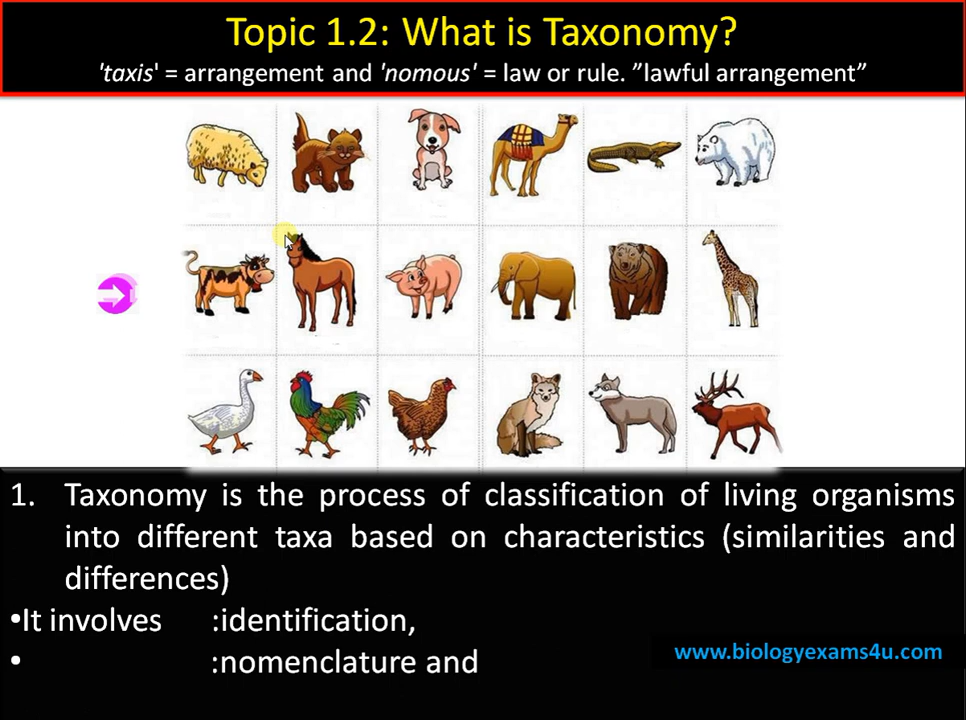 Topic 1.2: What is Taxonomy?
'taxis' = arrangement and 'nomous' = law or rule. ”lawful arrangement”
1. Taxonomy is the process of classification of living organisms
into different taxa based on characteristics (similarities and
differences)
•It involves :identification,
• :nomenclature and
www.biologyexams4u.com